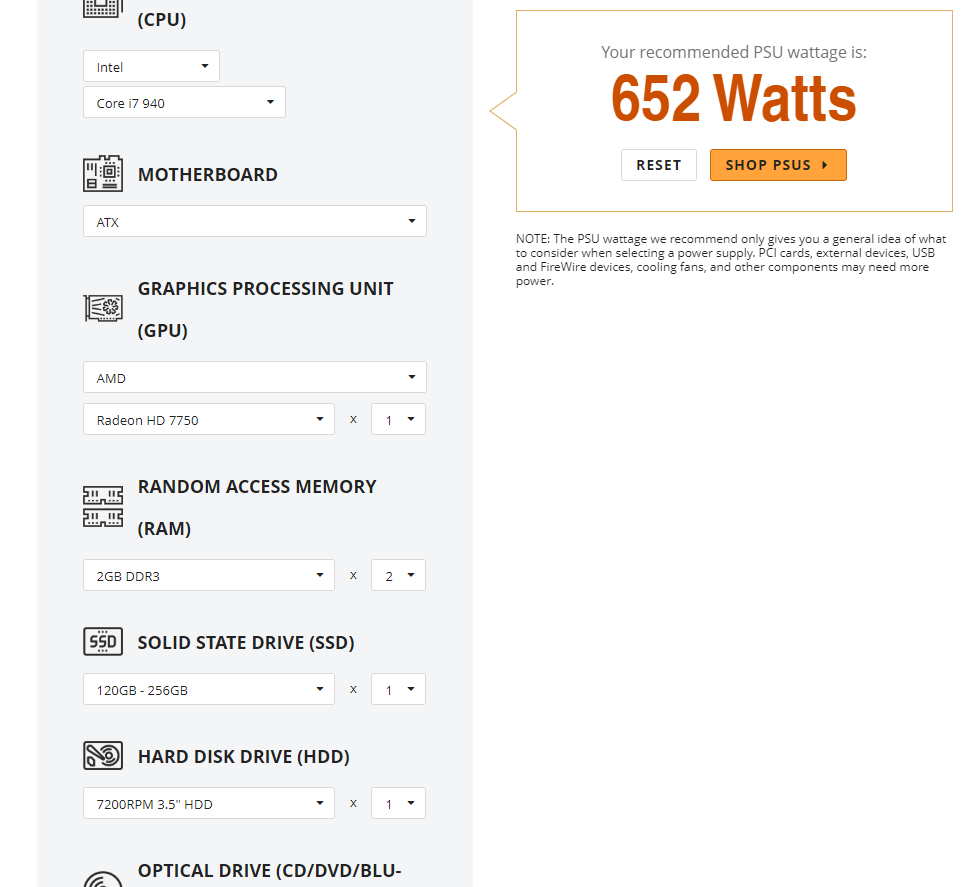 (CPU)
Intel
Core i7 940
MOTHERBOARD
ATX
GRAPHICS PROCESSING UNIT
(GPU)
AMD
Radeon HD 7750 x 1
RANDOM ACCESS MEMORY
(RAM)
2GB DDR3 x 2
SSD SOLID STATE DRIVE (SSD)
120GB - 256GB x 1
HARD DISK DRIVE (HDD)
7200RPM 3.5" HDD x 1
OPTICAL DRIVE (CD/DVD/BLU-
Your recommended PSU wattage is:
652 Watts
RESET SHOP PSUS
NOTE: The PSU wattage we recommend only gives you a general idea of what
to consider when selecting a power supply. PCI cards, external devices, USB
and FireWire devices, cooling fans, and other components may need more
power.